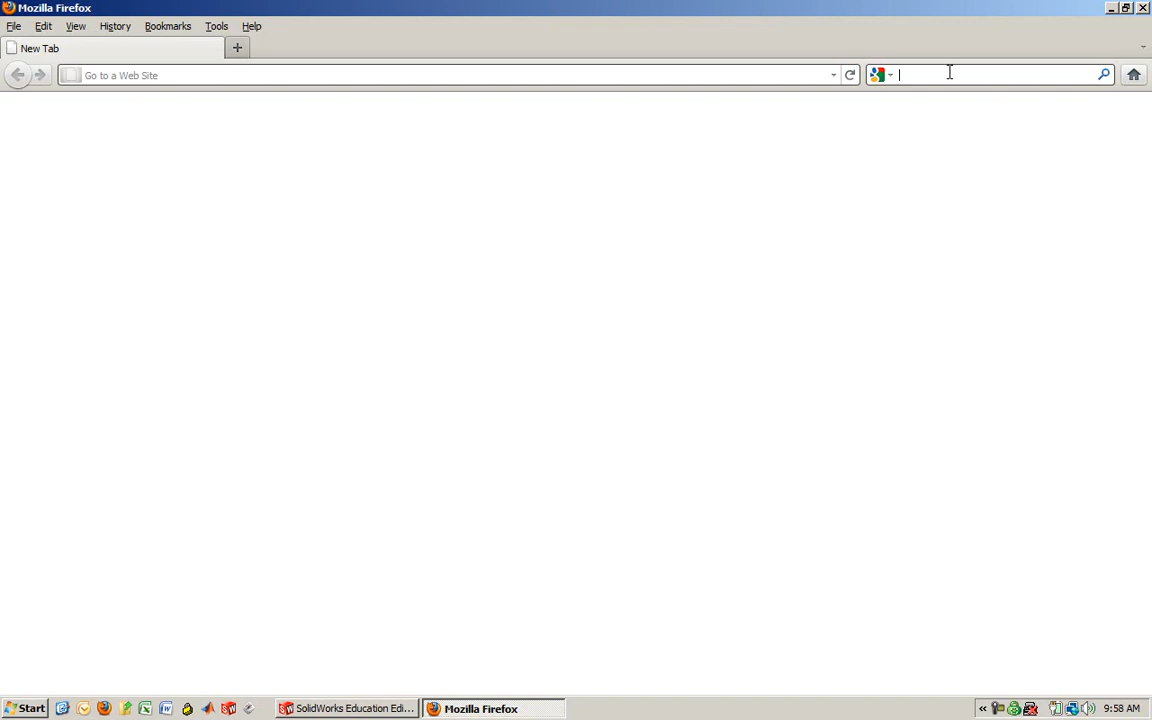 Mozilla Firefox
File Edit View History Bookmarks Tools Help
New Tab
Go to a Web Site
Start SolidWorks Education Edi... Mozilla Firefox « 9:58 AM